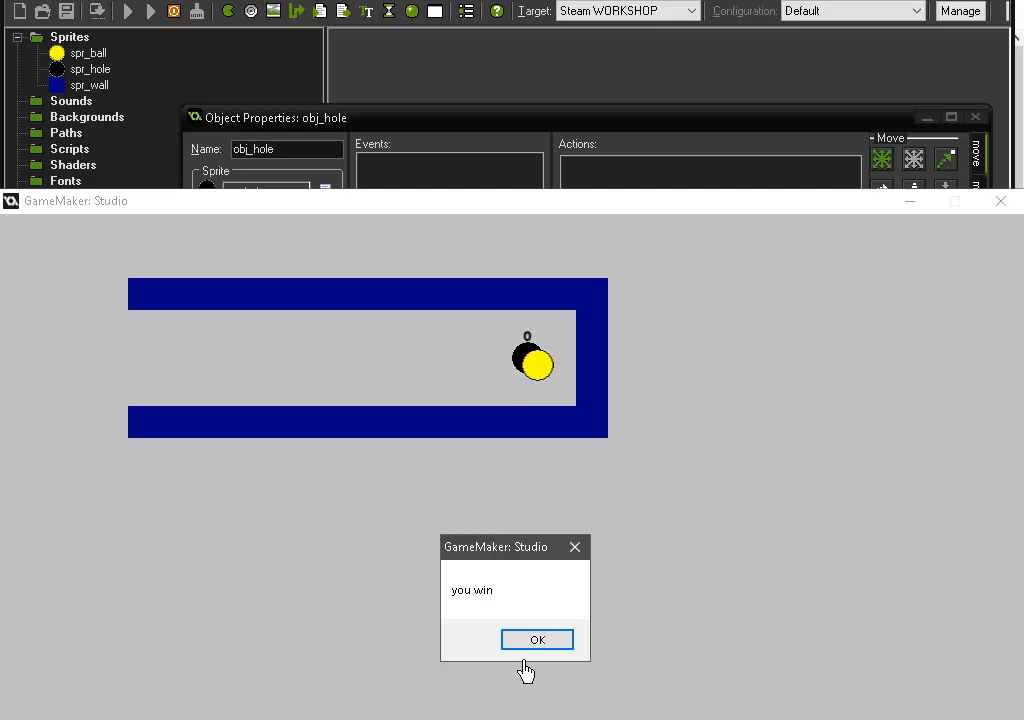 Target: Steam WORKSHOP Configuration: Default Manage
Sprites
spr_ball
spr_hole
spr_wall
Sounds
Backgrounds
Paths
Scripts
Shaders
Fonts
Object Properties: obj_hole
Name: obj_hole
Sprite
Events:
Actions:
Move
move
GameMaker: Studio
0
GameMaker: Studio
you win
OK